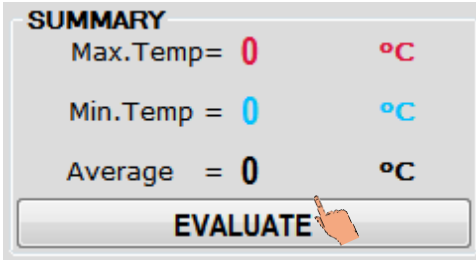 SUMMARY
Max.Temp= 0 ºC
Min.Temp = 0 ºC
Average = 0 ºC
EVALUATE